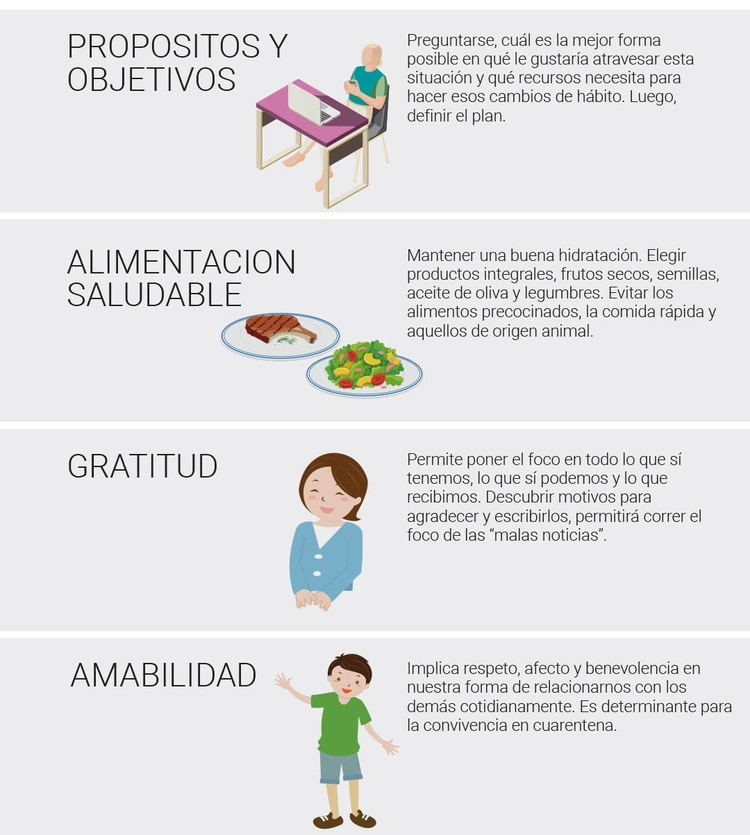 PROPOSITOS Y
OBJETIVOS
Preguntarse, cuál es la mejor forma
posible en qué le gustaría atravesar esta
situación y qué recursos necesita para
hacer esos cambios de hábito. Luego,
definir el plan.
ALIMENTACION
SALUDABLE
Mantener una buena hidratación. Elegir
productos integrales, frutos secos, semillas,
aceite de oliva y legumbres. Evitar los
alimentos precocinados, la comida rápida y
aquellos de origen animal.
GRATITUD
Permite poner el foco en todo lo que sí
tenemos, lo que sí podemos y lo que
recibimos. Descubrir motivos para
agradecer y escribirlos, permitirá correr el
foco de las “malas noticias”.
AMABILIDAD
Implica respeto, afecto y benevolencia en
nuestra forma de relacionarnos con los
demás cotidianamente. Es determinante para
la convivencia en cuarentena.